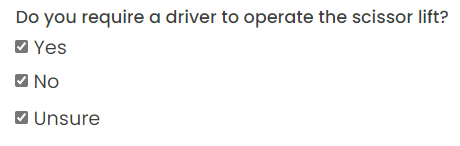 Do you require a driver to operate the scissor lift?
Yes
No
Unsure